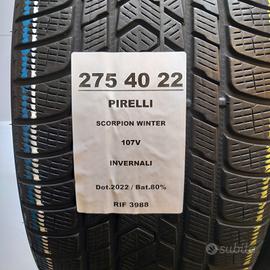 275 40 22
PIRELLI
SCORPION WINTER
107V
INVERNALI
Dot.2022 / Bat.80%
RIF 3988
subito